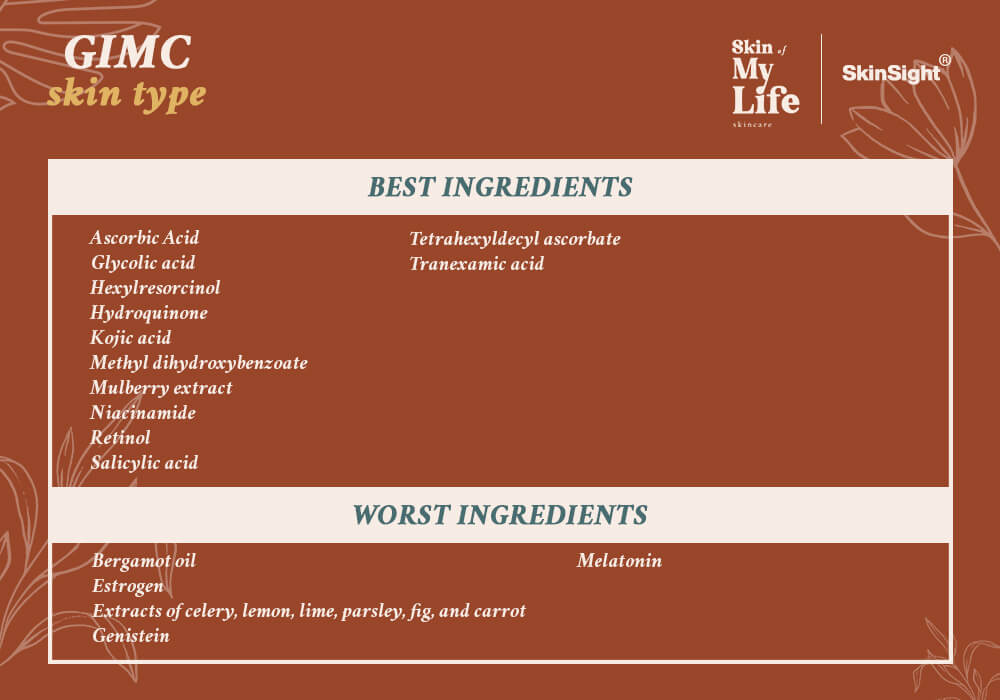 GIMC
skin type
Skin of
My
Life
skincare
SkinSight®
BEST INGREDIENTS
Ascorbic Acid
Glycolic acid
Hexylresorcinol
Hydroquinone
Kojic acid
Methyl dihydroxybenzoate
Mulberry extract
Niacinamide
Retinol
Salicylic acid
Tetrahexyldecyl ascorbate
Tranexamic acid
WORST INGREDIENTS
Bergamot oil
Estrogen
Extracts of celery, lemon, lime, parsley, fig, and carrot
Genistein
Melatonin